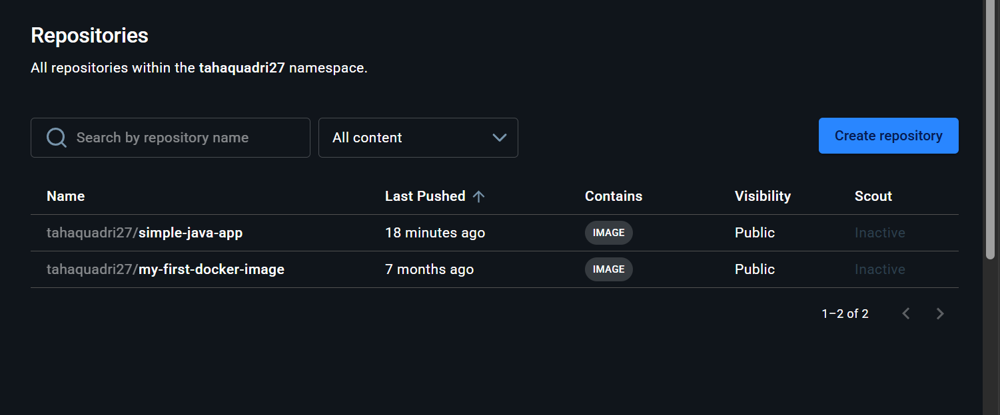 Repositories
All repositories within the tahaquadri27 namespace.
Search by repository name
All content
Create repository
Name Last Pushed Contains Visibility Scout
tahaquadri27/simple-java-app 18 minutes ago IMAGE Public Inactive
tahaquadri27/my-first-docker-image 7 months ago IMAGE Public Inactive
1–2 of 2